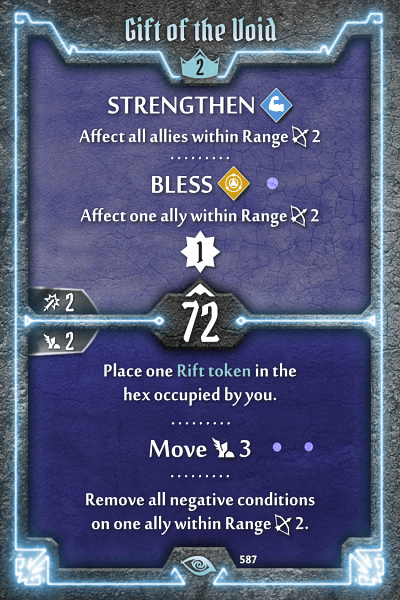 Gift of the Void
2
STRENGTHEN
Affect all allies within Range 2
BLESS
Affect one ally within Range 2
1
2
72
2
Place one Rift token in the
hex occupied by you.
Move 3
Remove all negative conditions
on one ally within Range 2.
587